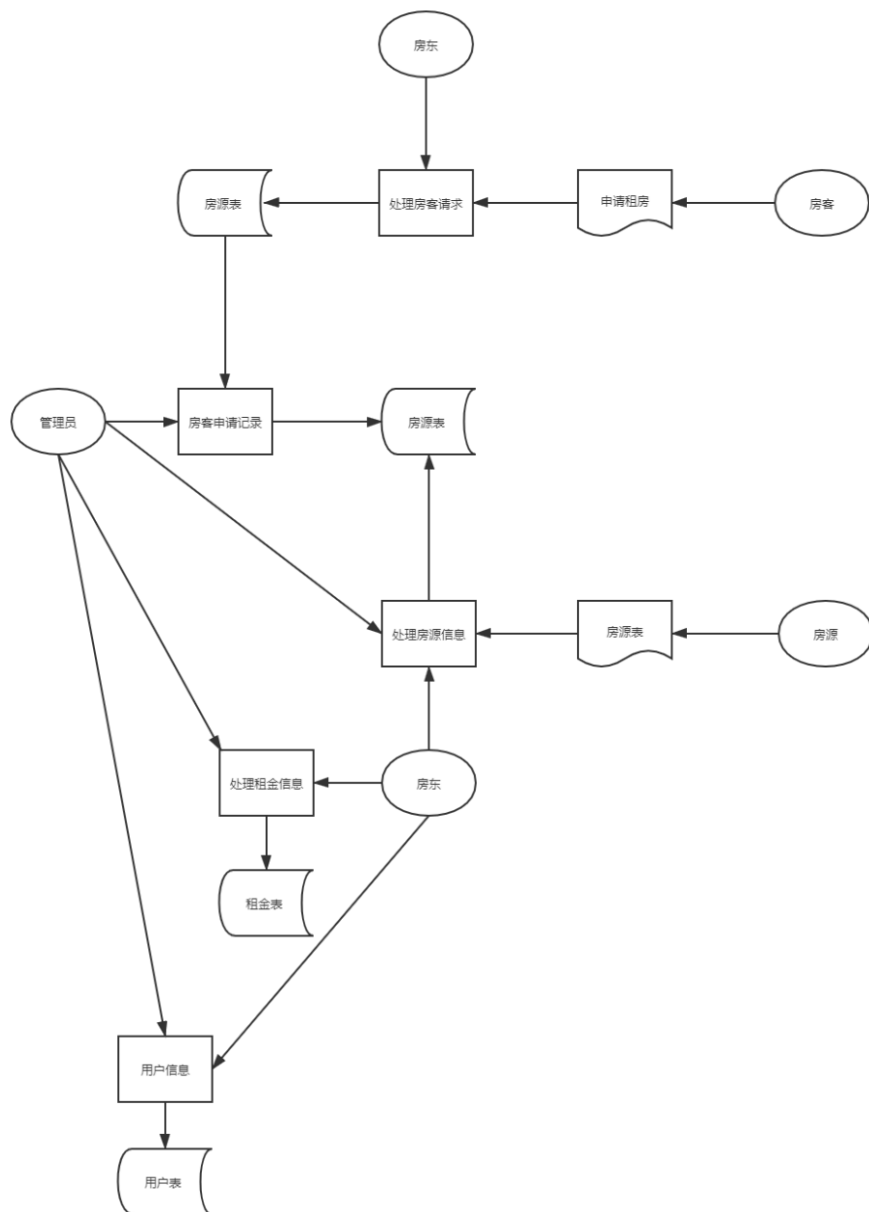 房东
房源表
处理房客请求
申请租房
房客
管理员
房客申请记录
房源表
处理房源信息
房源表
房源
处理租金信息
房东
租金表
用户信息
用户表